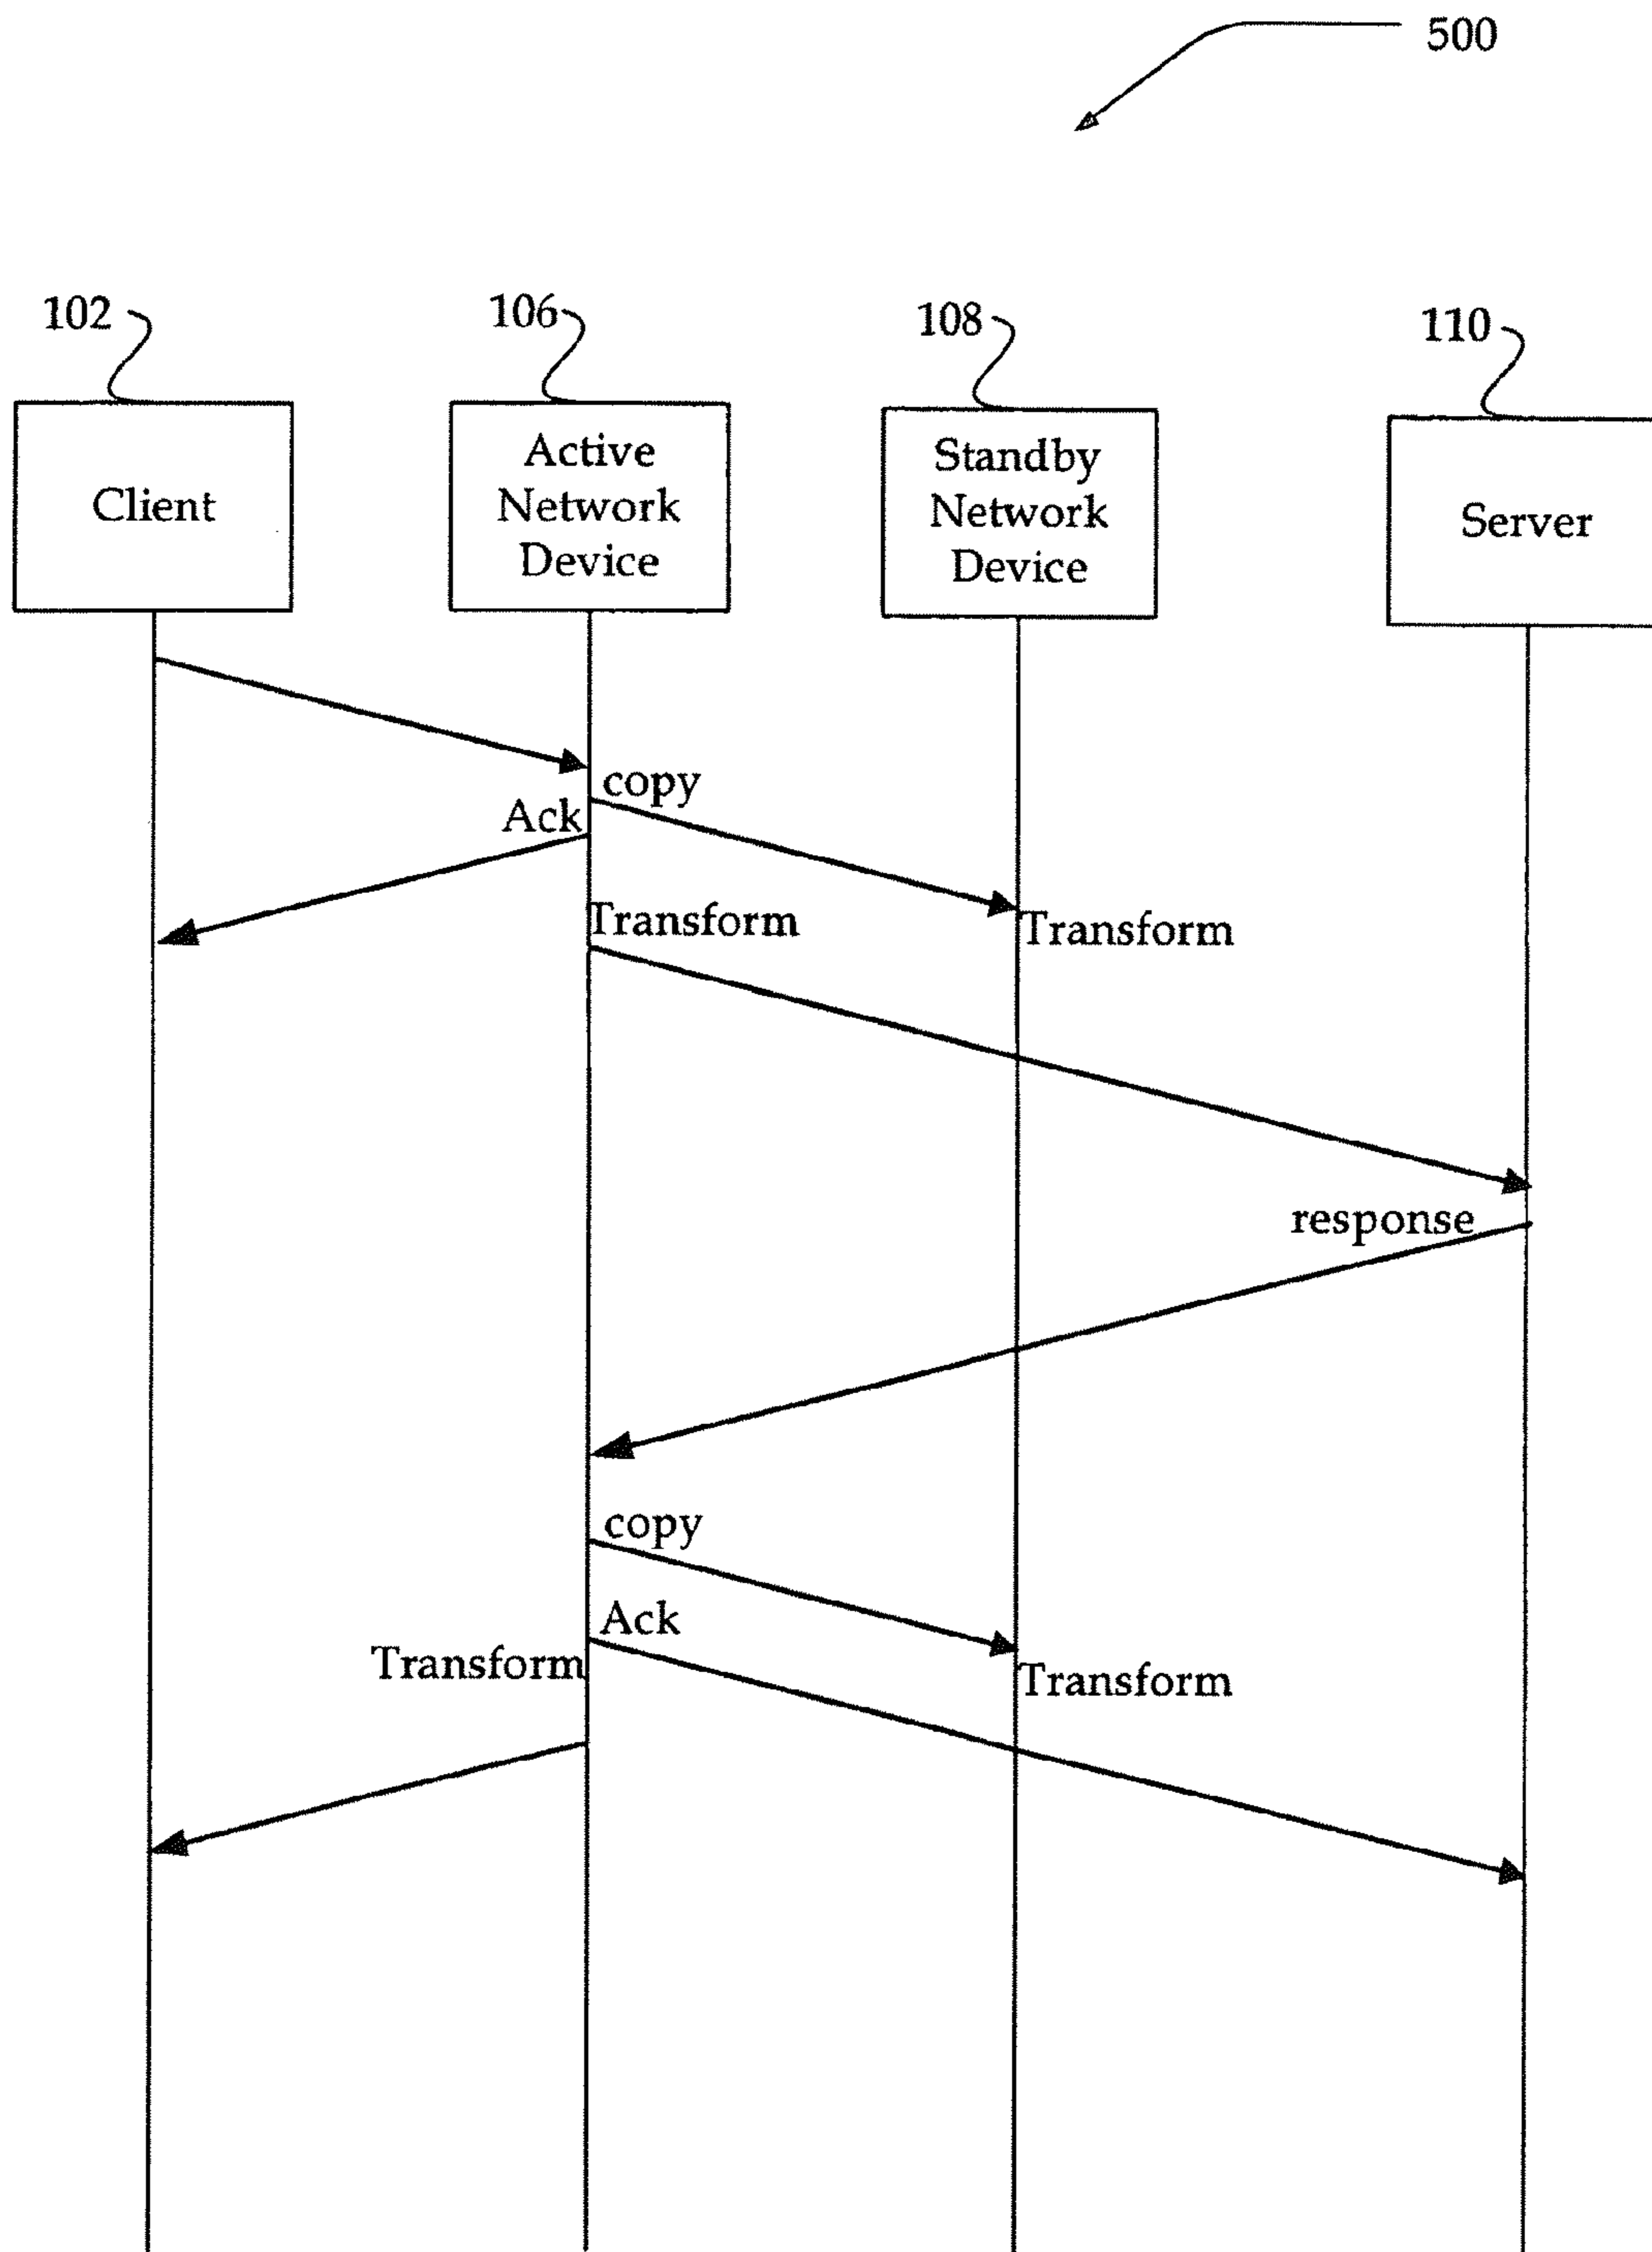 500
102
106
108
110
Client
Active
Network
Device
Standby
Network
Device
Server
copy
Ack
Transform
Transform
response
copy
Ack
Transform
Transform